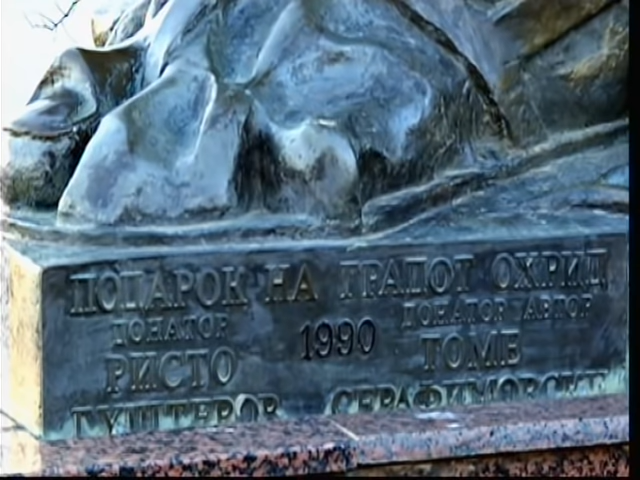 ПОДАРОК НА ГРАДОТ ОХРИД
ДОНАТОР 1990 ДОНАТОР АВТОР
РИСТО ТОМЕ
ГУШТЕРОВ СЕРАФИМОВСКИ